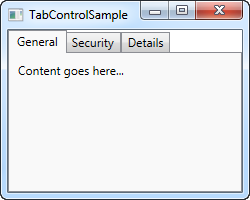 TabControlSample
General Security Details
Content goes here...